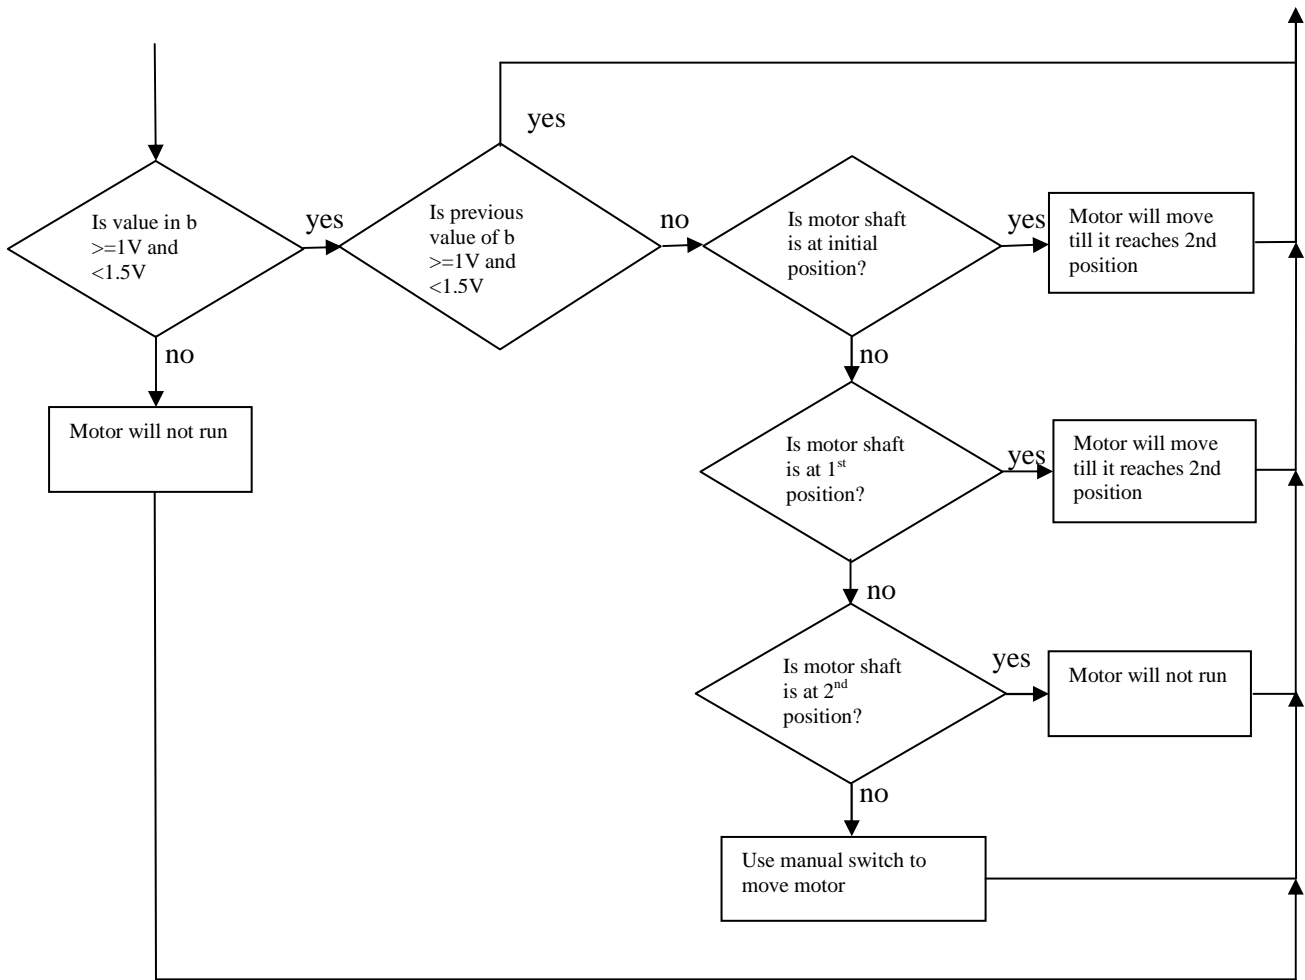 yes
Is value in b
>=1V and
<1.5V
yes
Is previous
value of b
>=1V and
<1.5V
no
Is motor shaft
is at initial
position?
yes
Motor will move
till it reaches 2nd
position
no
Motor will not run
no
Is motor shaft
is at 1st
position?
yes
Motor will move
till it reaches 2nd
position
no
Is motor shaft
is at 2nd
position?
yes
Motor will not run
no
Use manual switch to
move motor